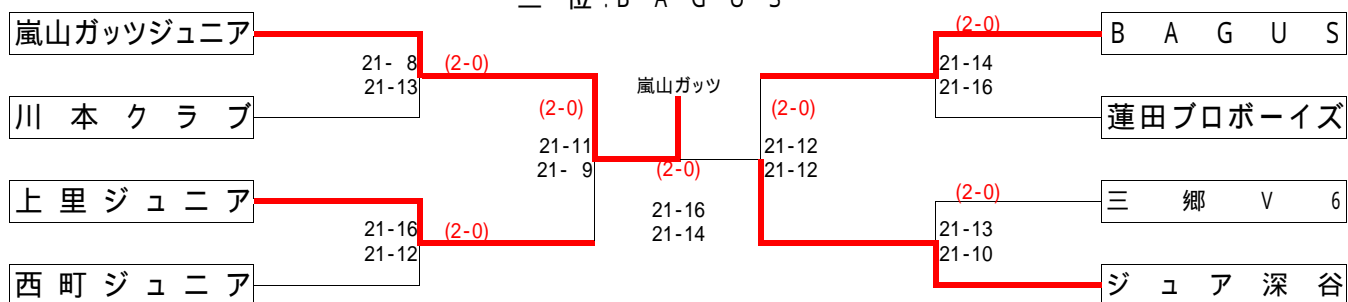 三 位 : B A G U S
嵐山ガッツジュニア
(2-0)
B A G U S
21- 8
(2-0)
21-13
21-14
21-16
嵐山ガッツ
川 本 ク ラ ブ
(2-0)
(2-0)
蓮田ブロボーイズ
21-11
21- 9
21-12
21-12
(2-0)
上 里 ジ ュ ニ ア
(2-0)
三 郷 V 6
21-16
21-14
21-16
(2-0)
21-12
21-13
21-10
西 町 ジ ュ ニ ア
ジ ュ ア 深 谷